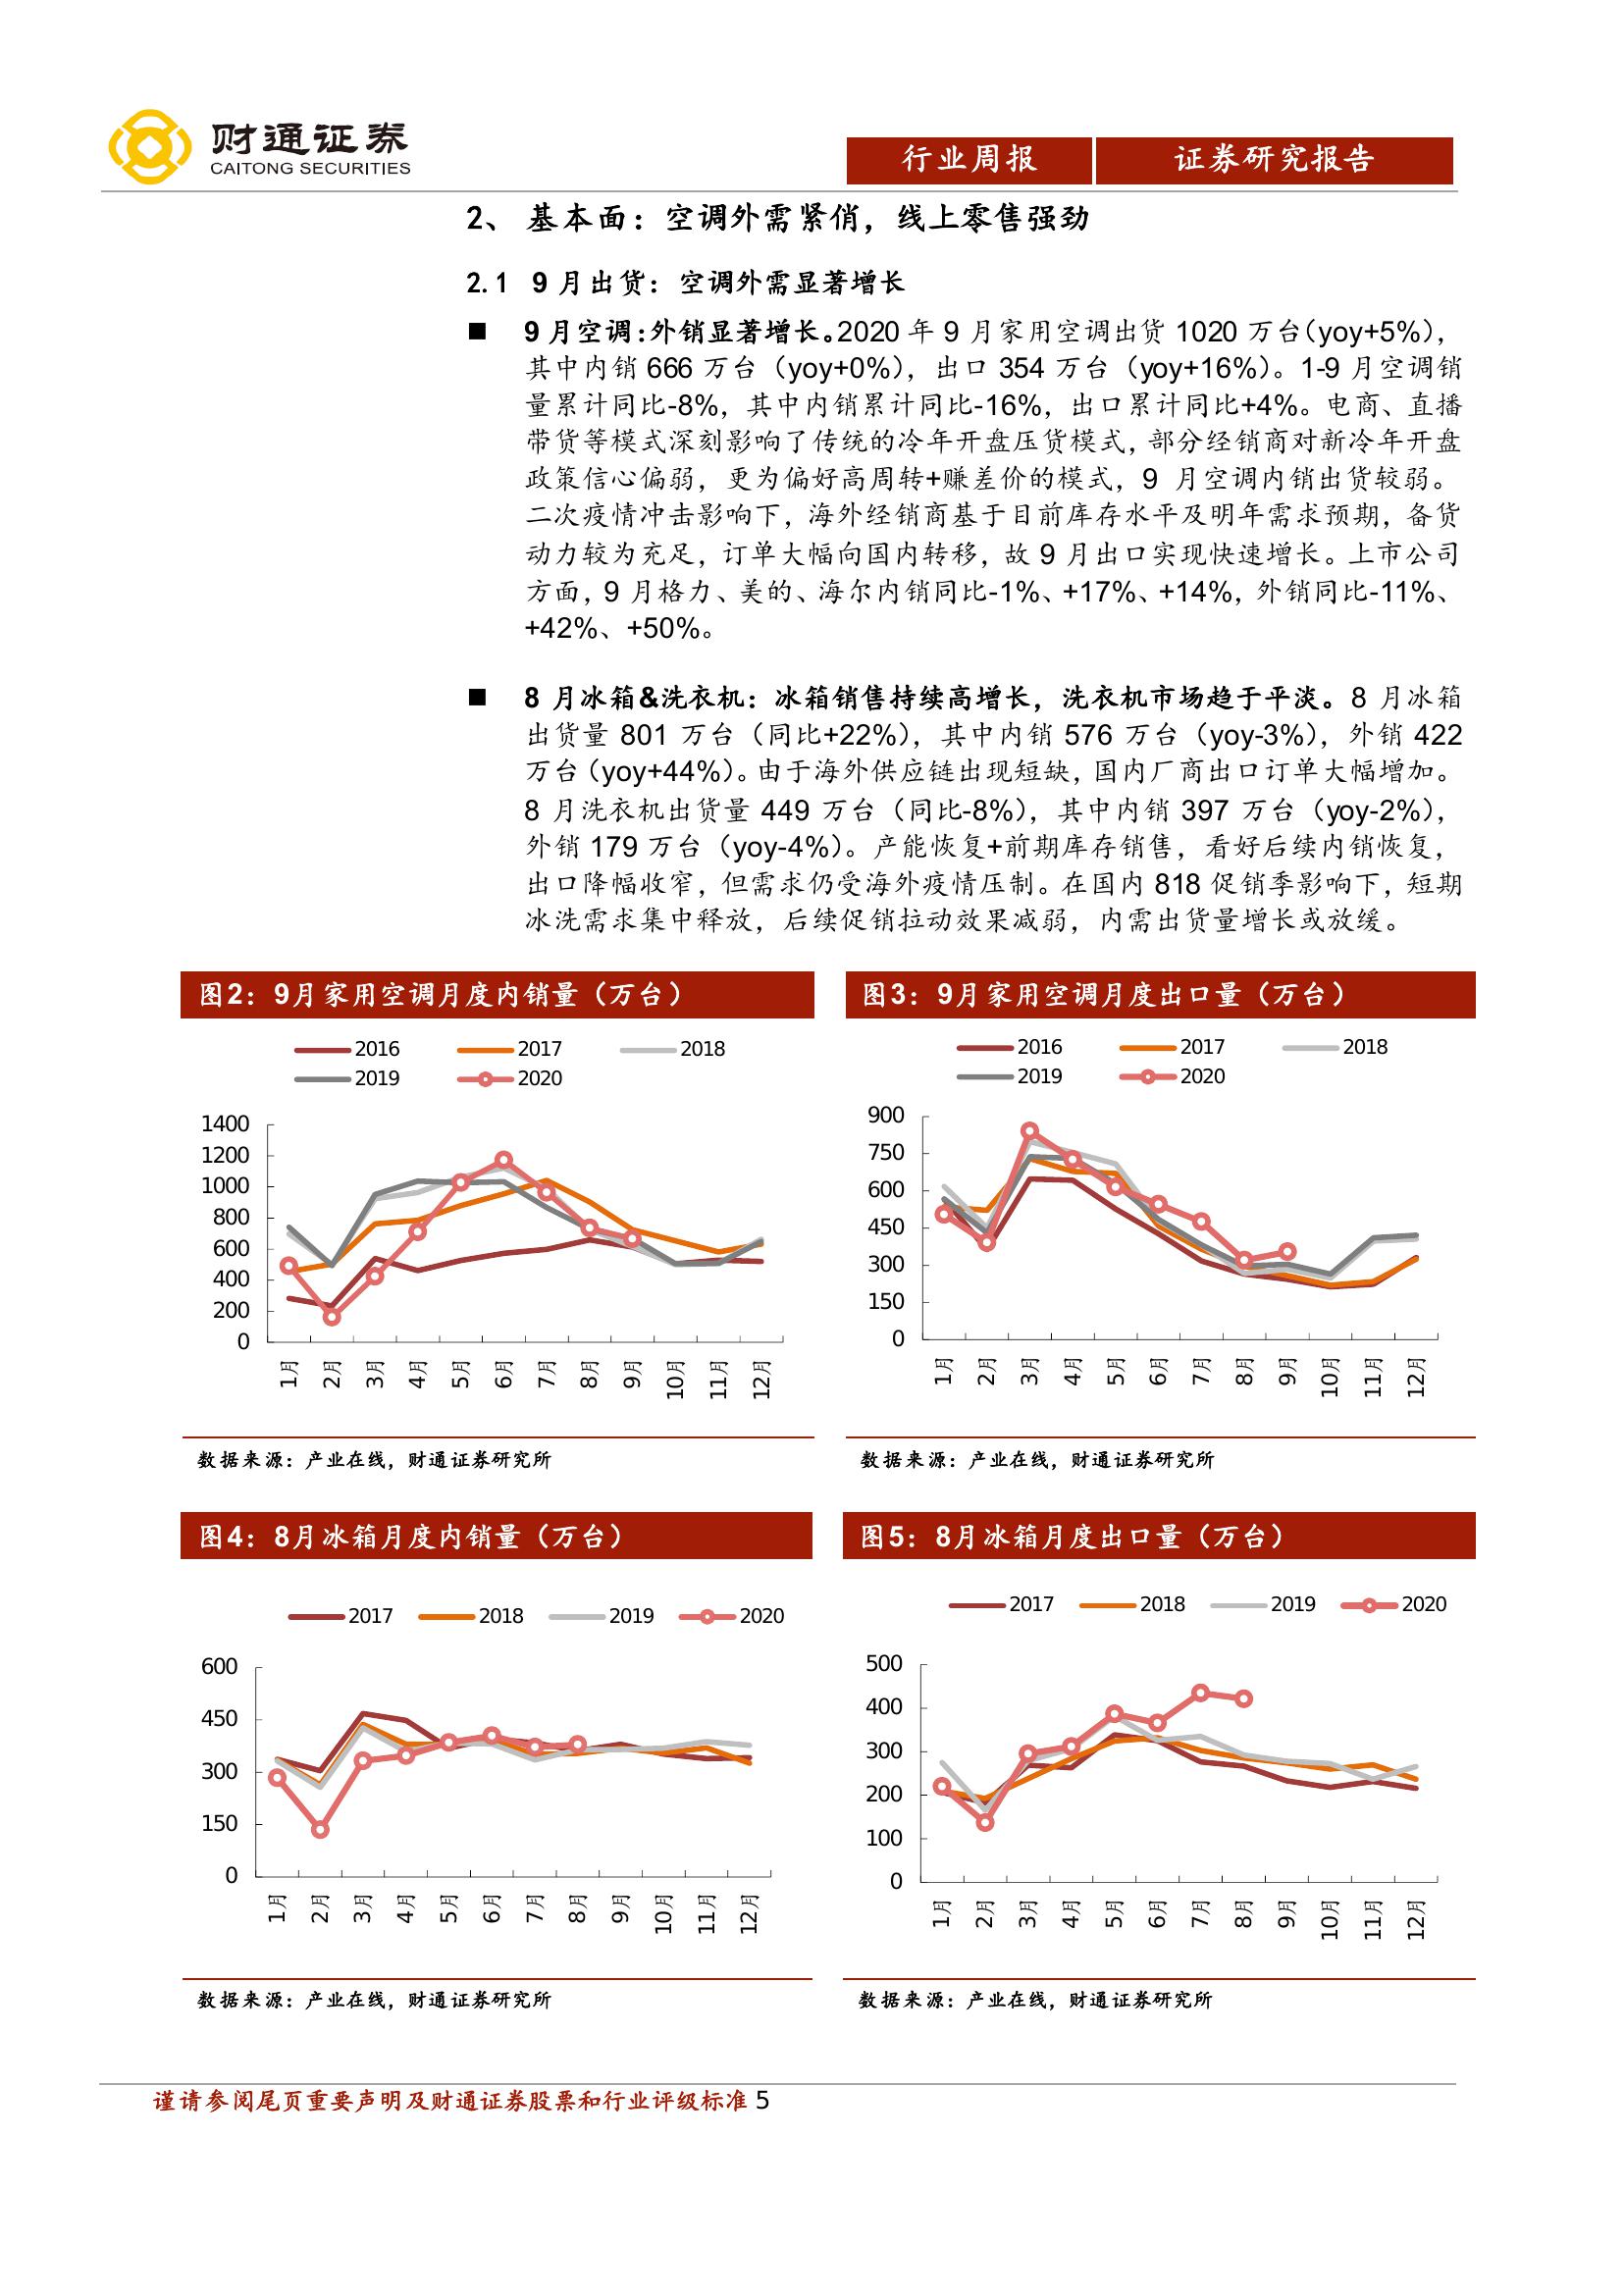 财通证券
CAITONG SECURITIES
行业周报
证券研究报告
2、 基本面：空调外需紧俏，线上零售强劲
2.1 9 月出货：空调外需显著增长
■ 9 月空调：外销显著增长。2020 年 9 月家用空调出货 1020 万台（yoy+5%），
其中内销 666 万台（yoy+0%），出口 354 万台（yoy+16%）。1-9 月空调销
量累计同比-8%，其中内销累计同比-16%，出口累计同比+4%。电商、直播
带货等模式深刻影响了传统的冷年开盘压货模式，部分经销商对新冷年开盘
政策信心偏弱，更为偏好高周转+赚差价的模式，9 月空调内销出货较弱。
二次疫情冲击影响下，海外经销商基于目前库存水平及明年需求预期，备货
动力较为充足，订单大幅向国内转移，故 9 月出口实现快速增长。上市公司
方面，9 月格力、美的、海尔内销同比-1%、+17%、+14%，外销同比-11%、
+42%、+50%。
■ 8 月冰箱&洗衣机：冰箱销售持续高增长，洗衣机市场趋于平淡。8 月冰箱
出货量 801 万台（同比+22%），其中内销 576 万台（yoy-3%），外销 422
万台（yoy+44%）。由于海外供应链出现短缺，国内厂商出口订单大幅增加。
8 月洗衣机出货量 449 万台（同比-8%），其中内销 397 万台（yoy-2%），
外销 179 万台（yoy-4%）。产能恢复+前期库存销售，看好后续内销恢复，
出口降幅收窄，但需求仍受海外疫情压制。在国内 818 促销季影响下，短期
冰洗需求集中释放，后续促销拉动效果减弱，内需出货量增长或放缓。
图2：9月家用空调月度内销量（万台）
2016 2017 2018
2019 2020
1400
1200
1000
800
600
400
200
0
1月 2月 3月 4月 5月 6月 7月 8月 9月 10月 11月 12月
数据来源：产业在线，财通证券研究所
图3：9月家用空调月度出口量（万台）
2016 2017 2018
2019 2020
900
750
600
450
300
150
0
1月 2月 3月 4月 5月 6月 7月 8月 9月 10月 11月 12月
数据来源：产业在线，财通证券研究所
图4：8月冰箱月度内销量（万台）
2017 2018 2019 2020
600
450
300
150
0
1月 2月 3月 4月 5月 6月 7月 8月 9月 10月 11月 12月
数据来源：产业在线，财通证券研究所
图5：8月冰箱月度出口量（万台）
2017 2018 2019 2020
500
400
300
200
100
0
1月 2月 3月 4月 5月 6月 7月 8月 9月 10月 11月 12月
数据来源：产业在线，财通证券研究所
谨请参阅尾页重要声明及财通证券股票和行业评级标准 5